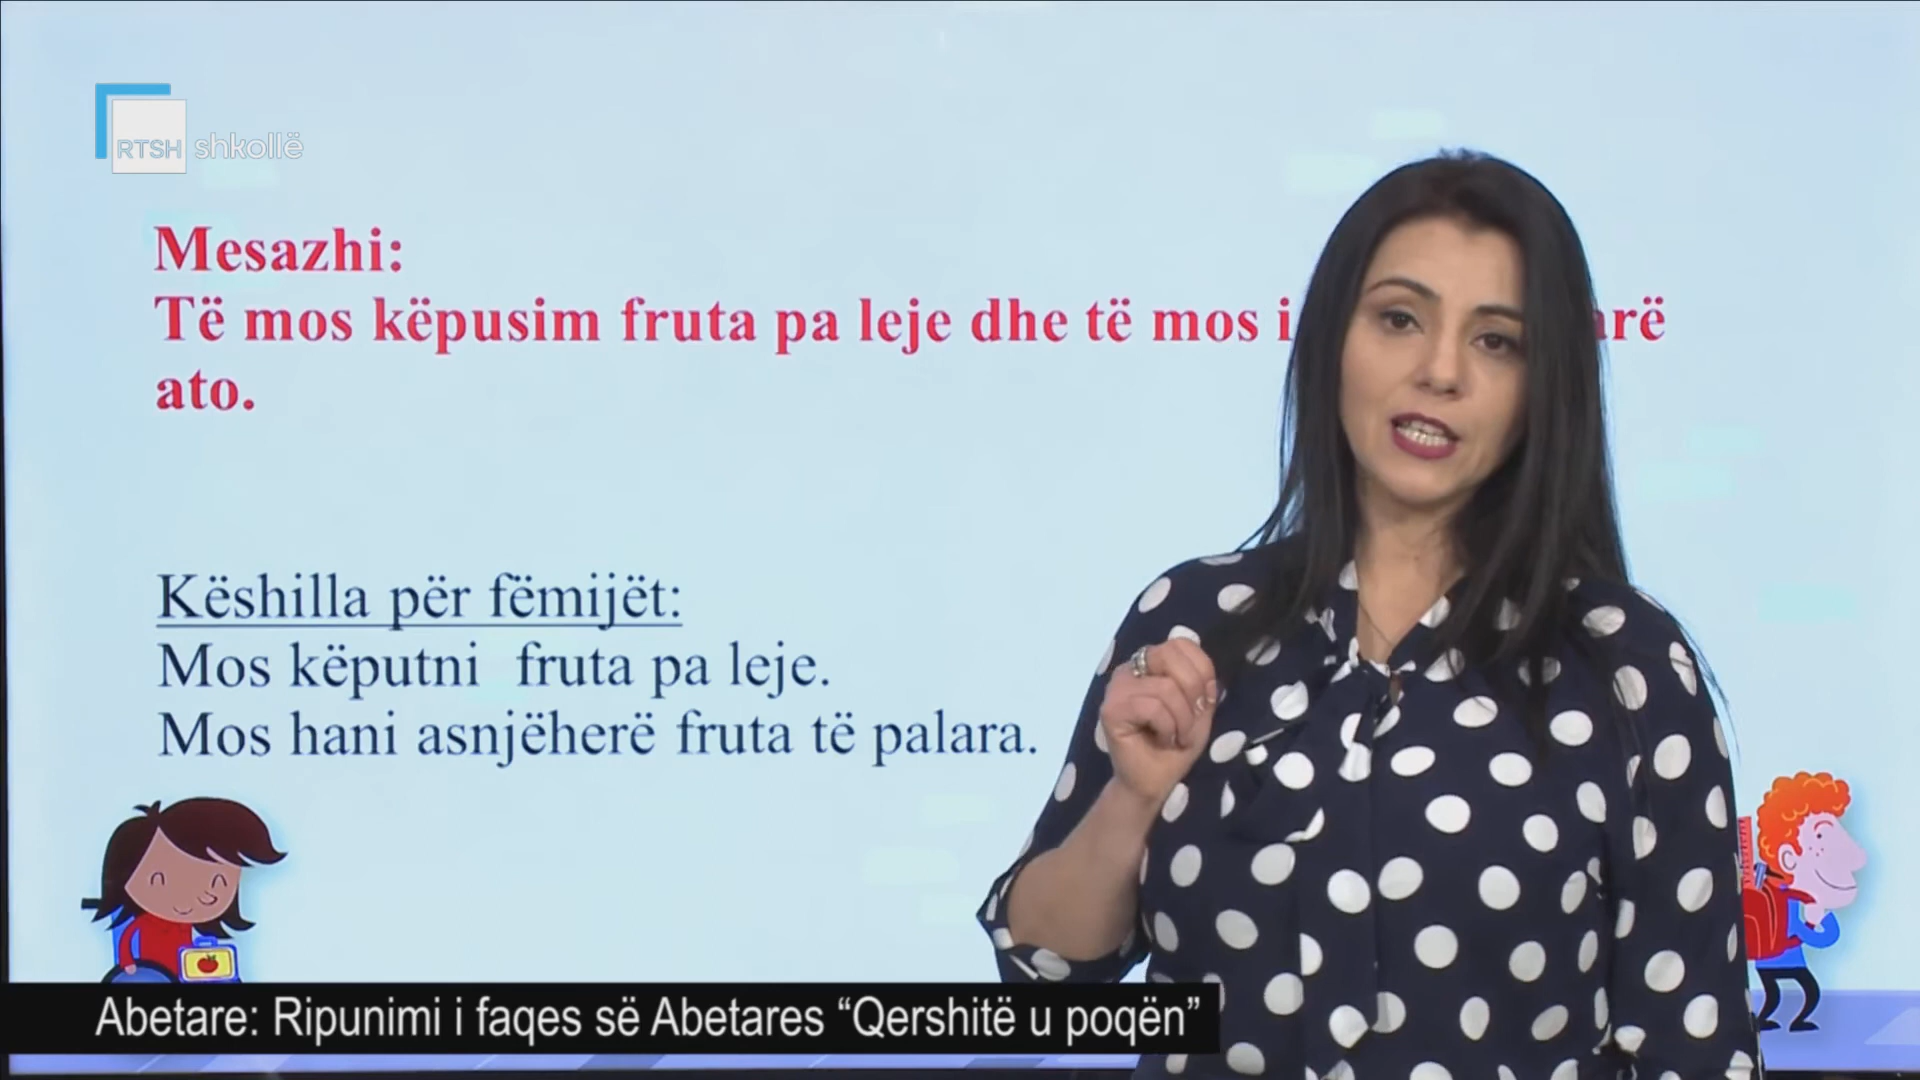 RTSH shkollë
Mesazhi:
Të mos këpusim fruta pa leje dhe të mos i
ato.
Këshilla për fëmijët:
Mos këputni fruta pa leje.
Mos hani asnjëherë fruta të palara.
Abetare: Ripunimi i faqes së Abetares “Qershitë u poqën”